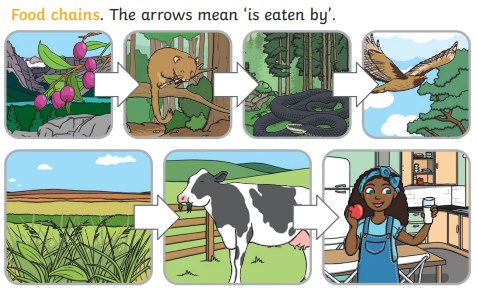 Food chains. The arrows mean ‘is eaten by’.